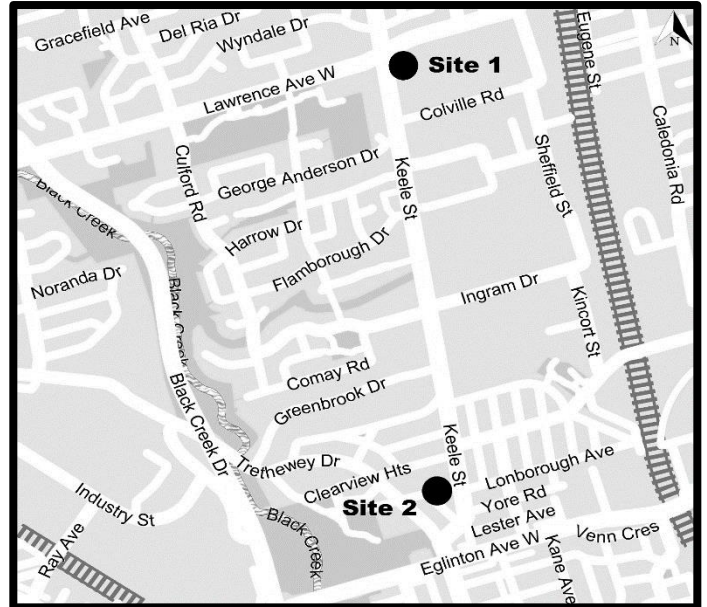 Gracefield Ave
Del Ria Dr
Wyndale Dr
Eugene St
N
Site 1
Lawrence Ave W
Colville Rd
Caledonia Rd
Culford Rd
Keele St
Sheffield St
George Anderson Dr
Black Creek
Harrow Dr
Flamborough Dr
Noranda Dr
Black Creek
Ingram Dr
Kincort St
Comay Rd
Black Creek Dr
Greenbrook Dr
Trethewey Dr
Keele St
Clearview Hts
Lonborough Ave
Industry St
Site 2
Yore Rd
Black Creek
Lester Ave
Venn Cres
Ray Ave
Eglinton Ave W
Kane Ave